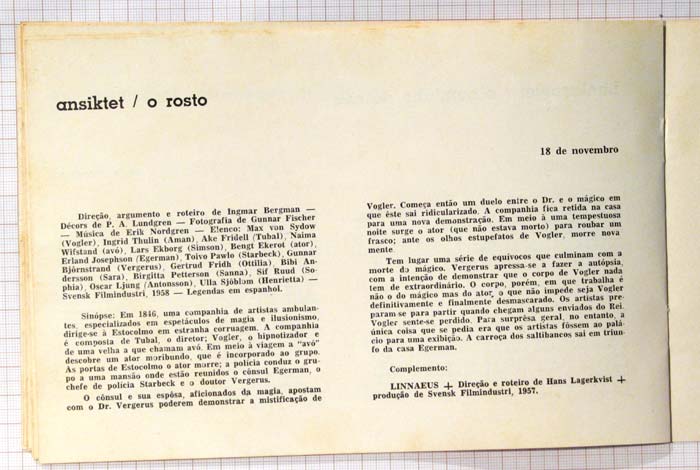 ansiktet / o rosto
18 de novembro
Direção, argumento e roteiro de Ingmar Bergman —
Décors de P. A. Lundgren — Fotografia de Gunnar Fischer
— Música de Erik Nordgren — Elenco: Max von Sydow
(Vogler), Ingrid Thulin (Aman), Ake Fridell (Tubal), Naima
Wifstand (avó), Lars Ekborg (Simson), Bengt Ekerot (ator),
Erland Josephson (Egerman), Toivo Pawlo (Starbeck), Gunnar
Björnstrand (Vergerus), Gertrud Fridh (Ottilia), Bibi An-
dersson (Sara), Birgitta Petterson (Sanna), Sif Ruud (So-
phia), Oscar Ljung (Antonsson), Ulla Sjöblom (Henrietta) —
Svensk Filmindustri, 1958 — Legendas em espanhol.
Sinópse: Em 1846, uma companhia de artistas ambulan-
tes, especializados em espetáculos de magia e ilusionismo,
dirige-se à Estocolmo em estranha corruagem. A companhia
é composta de Tubal, o diretor; Vogler, o hipnotizador e
de uma velha a que chamam avó. Em meio à viagem a "avó"
descobre um ator moribundo, que é incorporado ao grupo.
Às portas de Estocolmo o ator morre; a polícia conduz o gru-
po a uma mansão onde estão reunidos o cônsul Egerman, o
chefe de polícia Starbeck e o doutor Vergerus.
O cônsul e sua espôsa, aficionados da magia, apostam
com o Dr. Vergerus poderem demonstrar a mistificação de
Vogler. Começa então um duelo entre o Dr. e o mágico em
que êste sai ridicularizado. A companhia fica retida na casa
para uma nova demonstração. Em meio à uma tempestuosa
noite surge o ator (que não estava morto) para roubar um
frasco; ante os olhos estupefatos de Vogler, morre nova
mente.
Tem lugar uma série de equívocos que culminam com a
morte do mágico. Vergerus apressa-se a fazer a autópsia,
com a intenção de demonstrar que o corpo de Vogler nada
tem de extraordinário. O corpo, porém, em que trabalha é
não o do mágico mas do ator, o que não impede seja Vogler
definitivamente e finalmente desmascarado. Os artistas pre-
param-se para partir quando chegam alguns enviados do Rei.
Vogler sente-se perdido. Para surprêsa geral, no entanto, a
única coisa que se pedia era que os artistas fôssem ao palá-
cio para uma exibição. A carroça dos saltibancos sai em triun-
fo da casa Egerman.
Complemento:
LINNAEUS + Direção e roteiro de Hans Lagerkvist +
produção de Svensk Filmindustri, 1957.